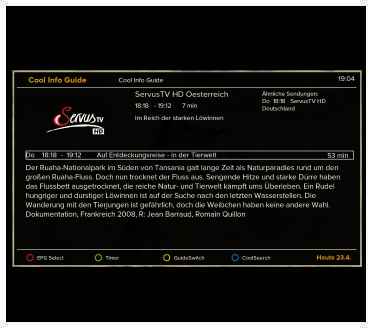 Cool Info Guide
Cool Info Guide
19:04
ServusTV HD Oesterreich
18:18 - 19:12 7 min
Im Reich der starken Löwinnen
Ähnliche Sendungen:
Do 18:18 ServusTV HD
Deutschland
Servus TV
HD
Do 18:18 - 19:12 Auf Entdeckungsreise - in der Tierwelt 53 min
Der Ruaha-Nationalpark im Süden von Tansania galt lange Zeit als Naturparadies rund um den
großen Ruaha-Fluss. Doch nun trocknet der Fluss aus. Sengende Hitze und starke Dürre haben
das Flussbett ausgetrocknet, die reiche Natur- und Tierwelt kämpft ums Überleben. Ein Rudel
hungriger und durstiger Löwinnen ist auf der Suche nach den letzten Wasserstellen. Die
Wanderung mit den Tierjungen ist gefährlich, doch die Weibchen haben keine andere Wahl.
Dokumentation, Frankreich 2008, R: Jean Barraud, Romain Quillon
EPG Select
Timer
GuideSwitch
CoolSearch
Heute 23.4.